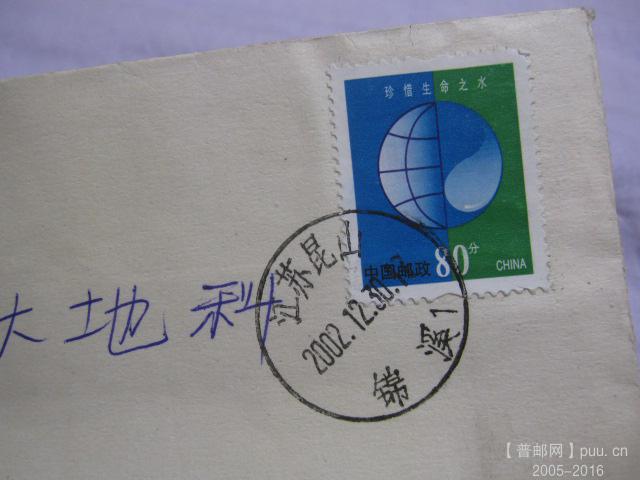 珍惜生命之水
中国邮政 80分 CHINA
江苏昆山
2002.12.30.
锦溪1
大地科
【普邮网】puu.cn
2005-2016